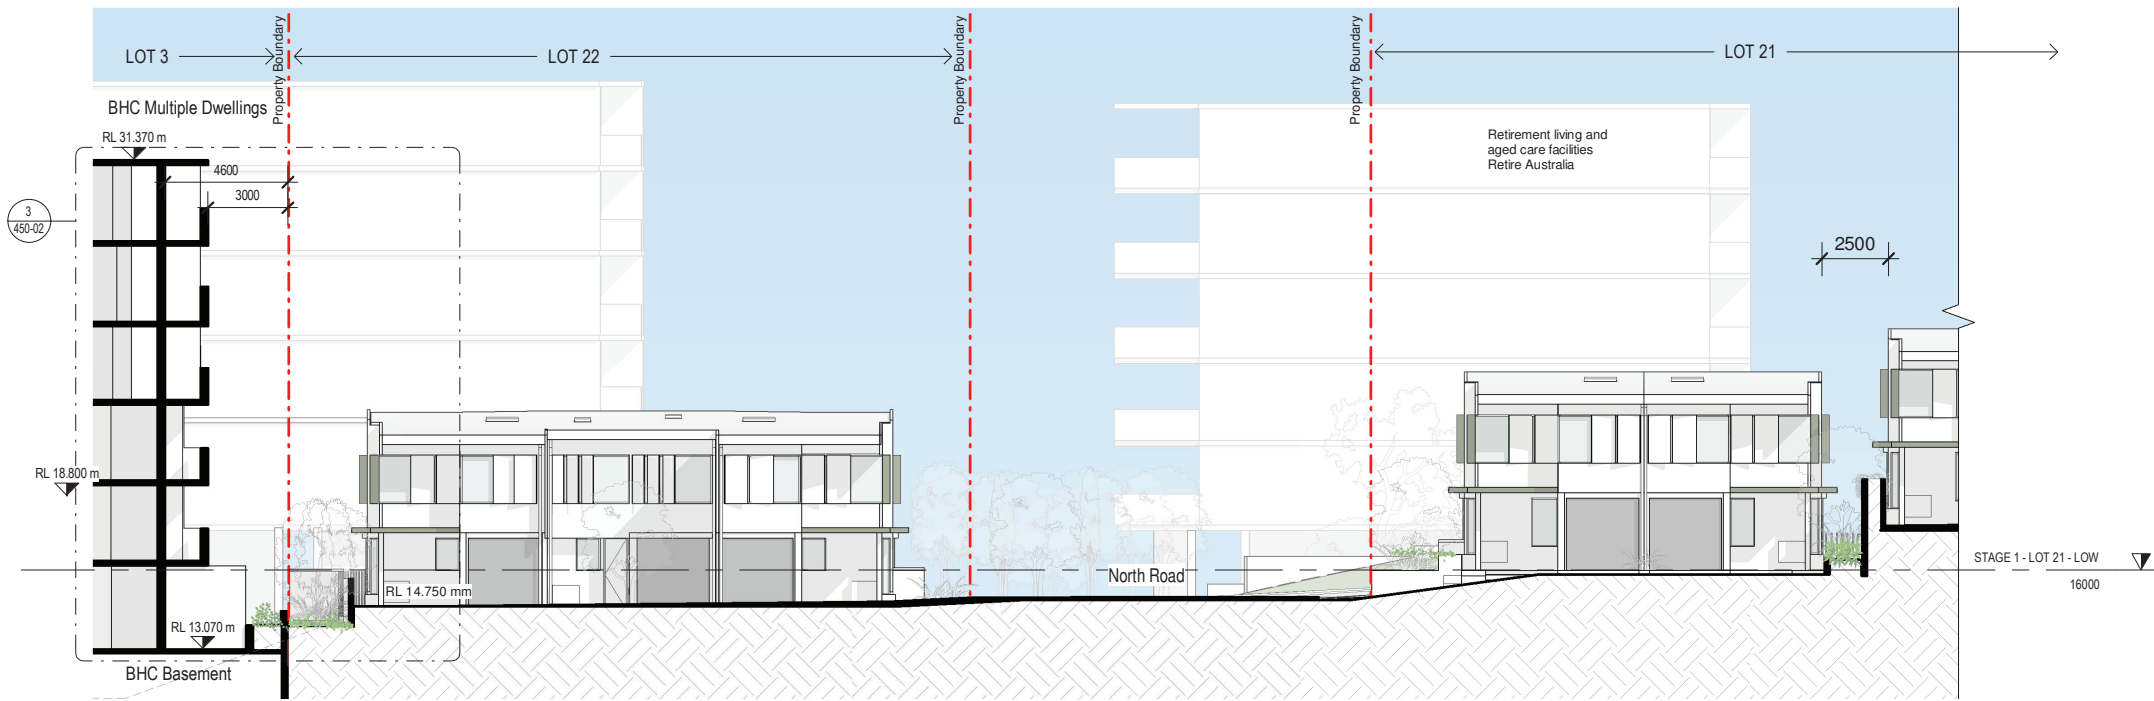 LOT 3
Property Boundary
LOT 22
Property Boundary
Property Boundary
LOT 21
BHC Multiple Dwellings
RL 31.370 m
4600
3000
3
450-02
Retirement living and
aged care facilities
Retire Australia
2500
RL 18.800 m
RL 14.750 mm
North Road
STAGE 1 - LOT 21 - LOW
16000
RL 13.070 m
BHC Basement